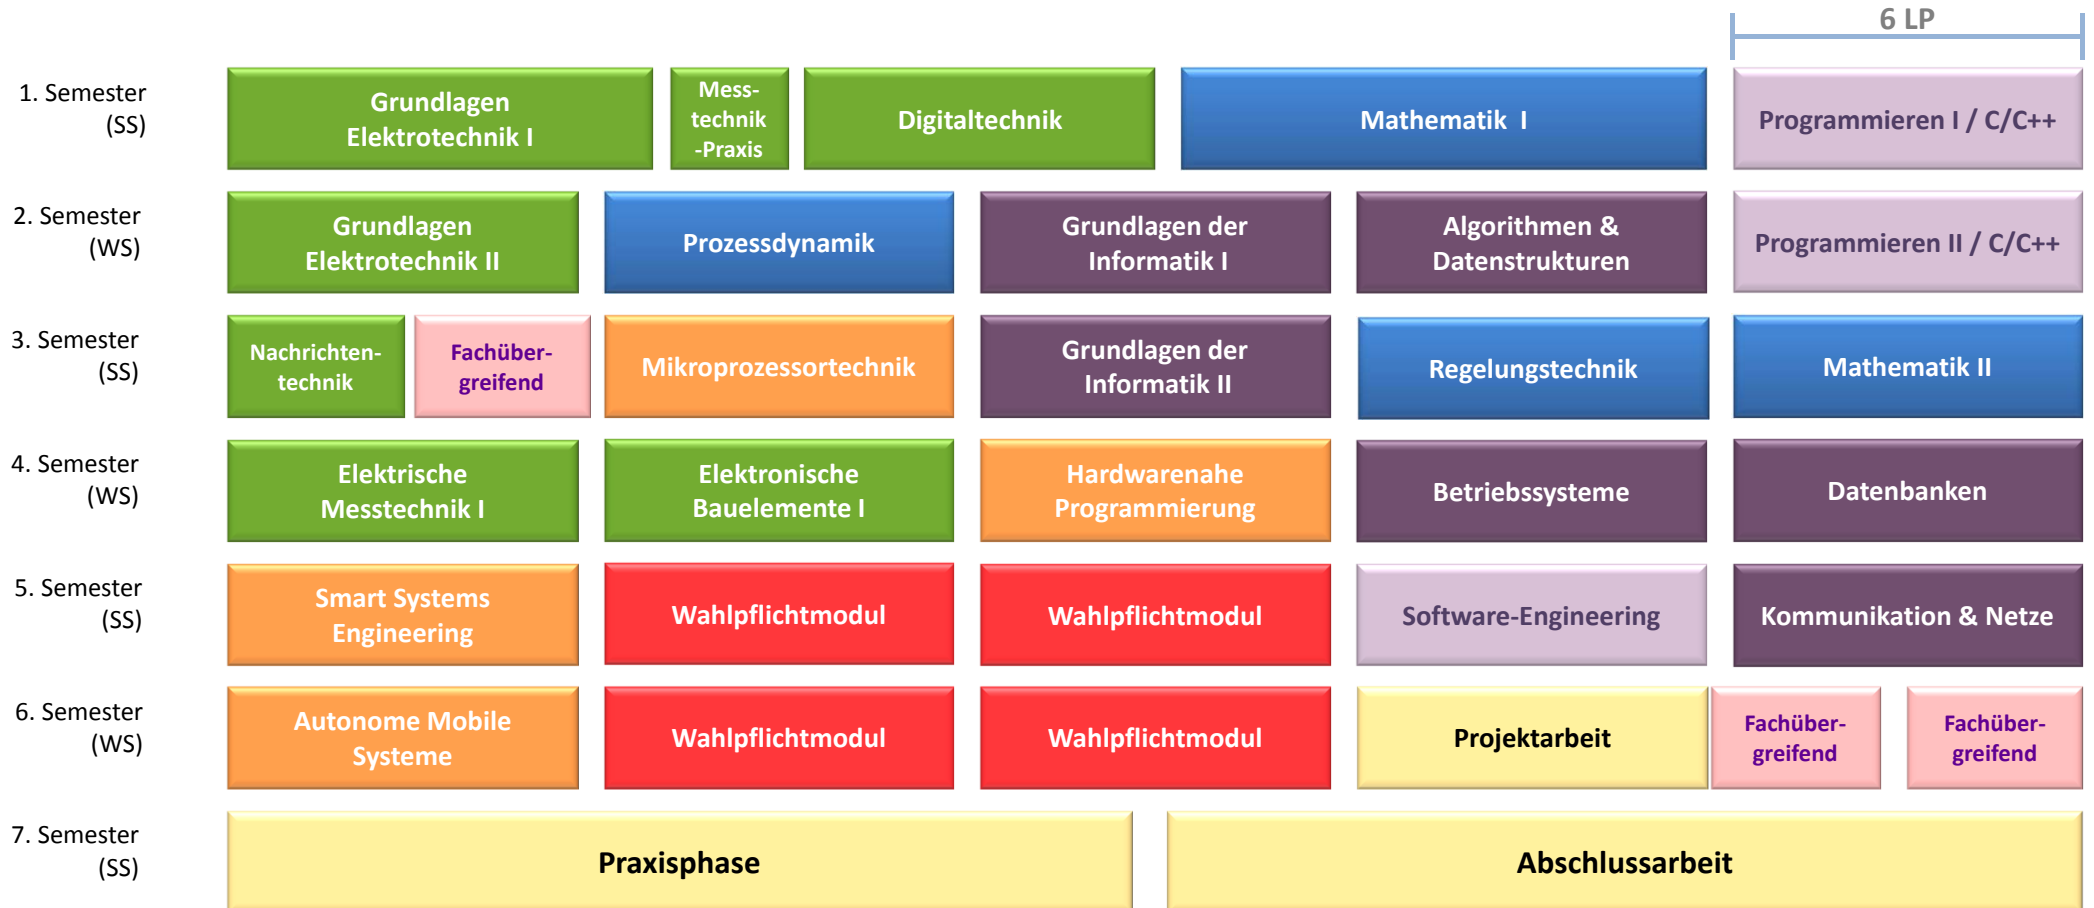 6 LP
1. Semester
(SS)
Grundlagen
Elektrotechnik I
Mess-
technik
-Praxis
Digitaltechnik
Mathematik I
Programmieren I / C/C++
2. Semester
(WS)
Grundlagen
Elektrotechnik II
Prozessdynamik
Grundlagen der
Informatik I
Algorithmen &
Datenstrukturen
Programmieren II / C/C++
3. Semester
(SS)
Nachrichten-
technik
Fachüber-
greifend
Mikroprozessortechnik
Grundlagen der
Informatik II
Regelungstechnik
Mathematik II
4. Semester
(WS)
Elektrische
Messtechnik I
Elektronische
Bauelemente I
Hardwarenahe
Programmierung
Betriebssysteme
Datenbanken
5. Semester
(SS)
Smart Systems
Engineering
Wahlpflichtmodul
Wahlpflichtmodul
Software-Engineering
Kommunikation & Netze
6. Semester
(WS)
Autonome Mobile
Systeme
Wahlpflichtmodul
Wahlpflichtmodul
Projektarbeit
Fachüber-
greifend
Fachüber-
greifend
7. Semester
(SS)
Praxisphase
Abschlussarbeit